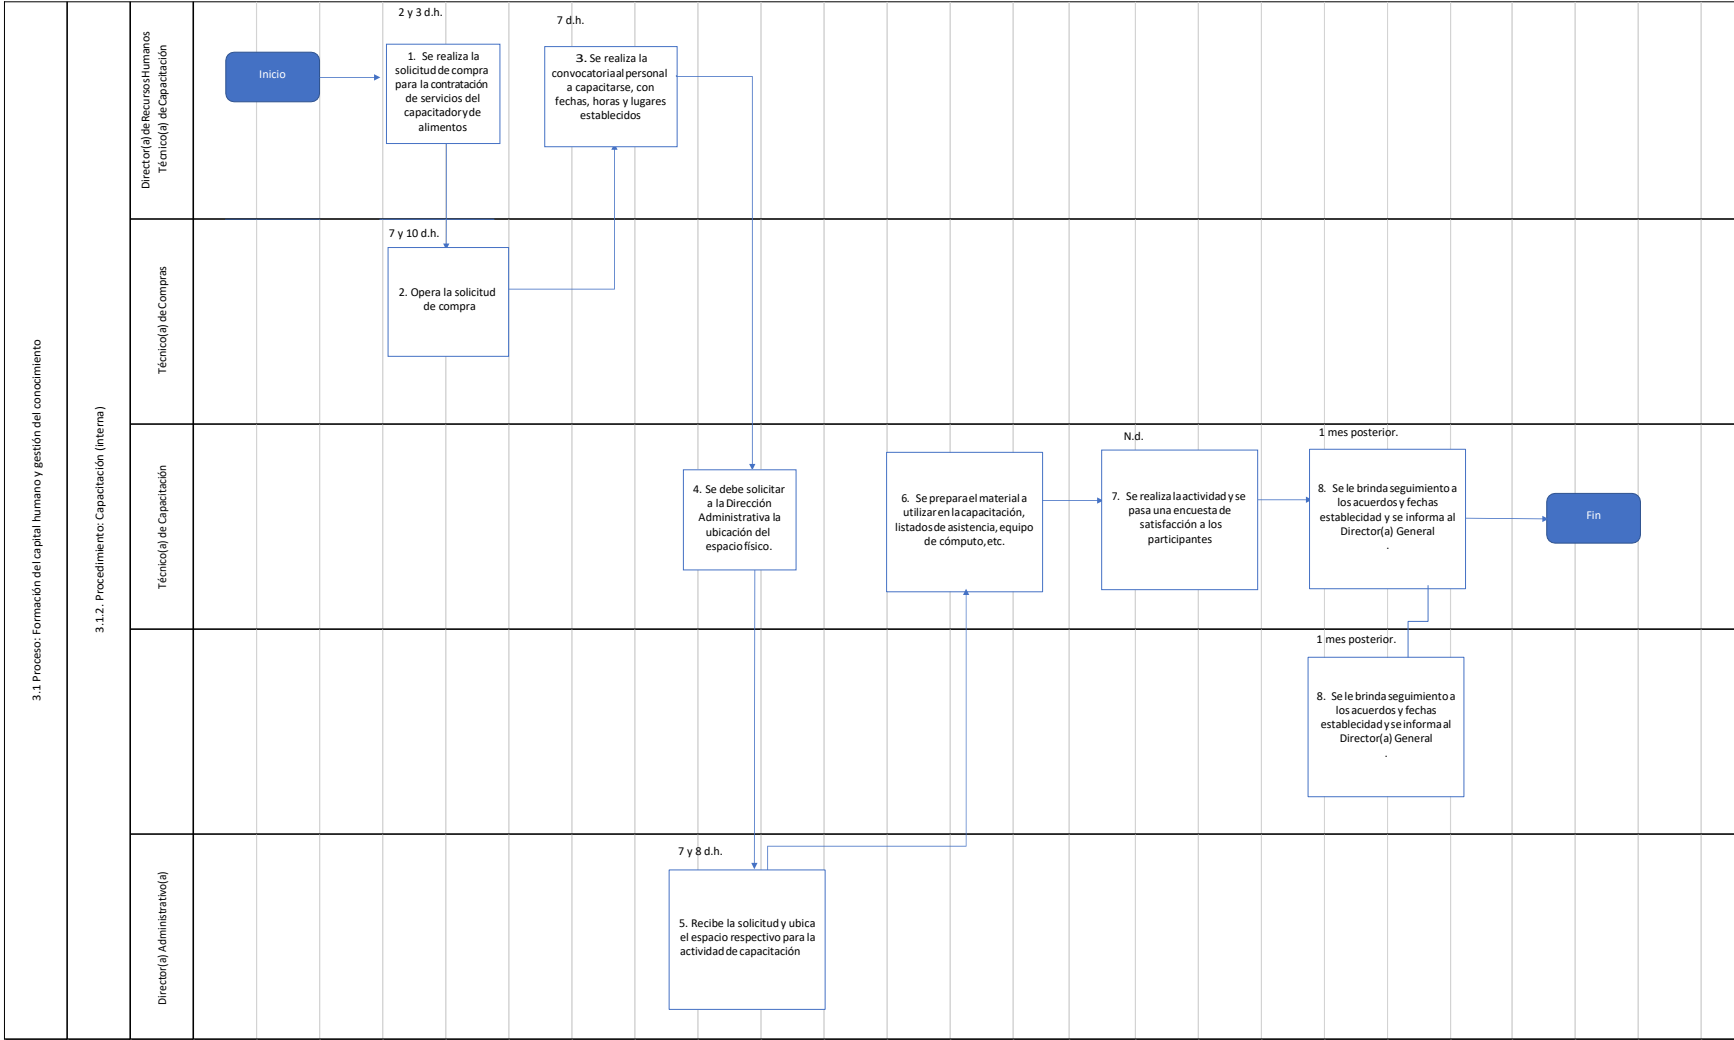 3.1 Proceso: Formación del capital humano y gestión del conocimiento
3.1.2. Procedimiento: Capacitación (interna)
Director(a) de Recursos Humanos
Técnico(a) de Capacitación
Inicio
2 y 3 d.h.
1. Se realiza la
solicitud de compra
para la contratación
de servicios del
capacitador y de
alimentos
7 d.h.
3. Se realiza la
convocatoria al personal
a capacitarse, con
fechas, horas y lugares
establecidos
Técnico(a) de Compras
7 y 10 d.h.
2. Opera la solicitud
de compra
Técnico(a) de Capacitación
4. Se debe solicitar
a la Dirección
Administrativa la
ubicación del
espacio físico.
6. Se prepara el material a
utilizar en la capacitación,
listados de asistencia, equipo
de cómputo, etc.
N.d.
7. Se realiza la actividad y se
pasa una encuesta de
satisfacción a los
participantes
1 mes posterior.
8. Se le brinda seguimiento a
los acuerdos y fechas
establecidad y se informa al
Director(a) General
.
Fin
1 mes posterior.
8. Se le brinda seguimiento a
los acuerdos y fechas
establecidad y se informa al
Director(a) General
.
Director(a) Administrativo(a)
7 y 8 d.h.
5. Recibe la solicitud y ubica
el espacio respectivo para la
actividad de capacitación